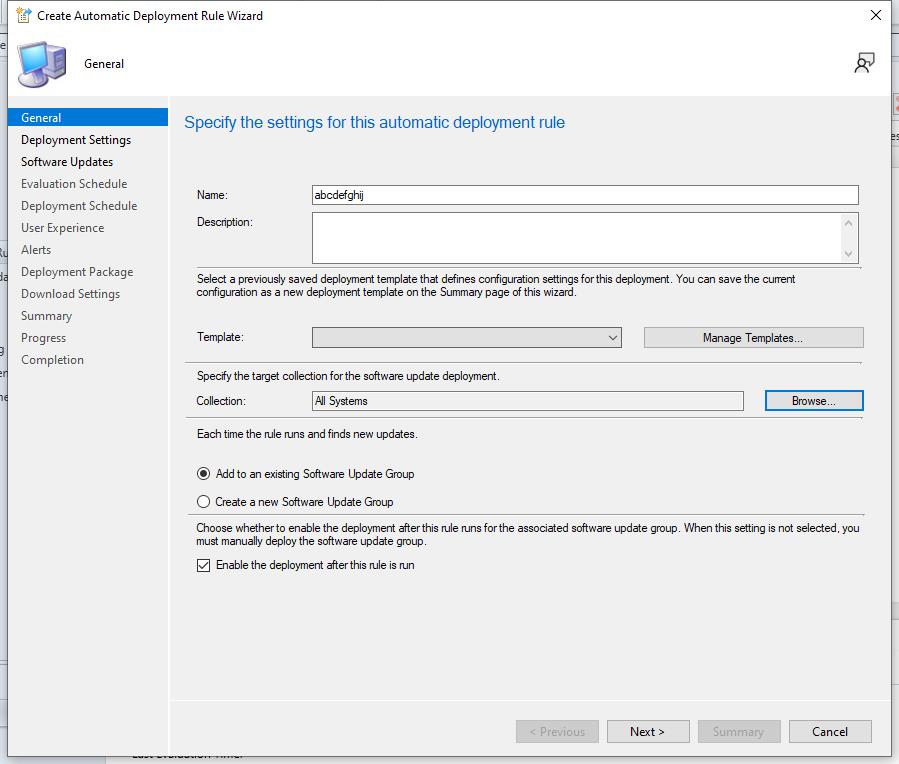 Create Automatic Deployment Rule Wizard
General
General
Deployment Settings
Software Updates
Evaluation Schedule
Deployment Schedule
User Experience
Alerts
Deployment Package
Download Settings
Summary
Progress
Completion
Specify the settings for this automatic deployment rule
Name:
abcdefghij
Description:
Select a previously saved deployment template that defines configuration settings for this deployment. You can save the current
configuration as a new deployment template on the Summary page of this wizard.
Template:
Manage Templates...
Specify the target collection for the software update deployment.
Collection:
All Systems
Browse...
Each time the rule runs and finds new updates.
Add to an existing Software Update Group
Create a new Software Update Group
Choose whether to enable the deployment after this rule runs for the associated software update group. When this setting is not selected, you
must manually deploy the software update group.
Enable the deployment after this rule is run
< Previous
Next >
Summary
Cancel